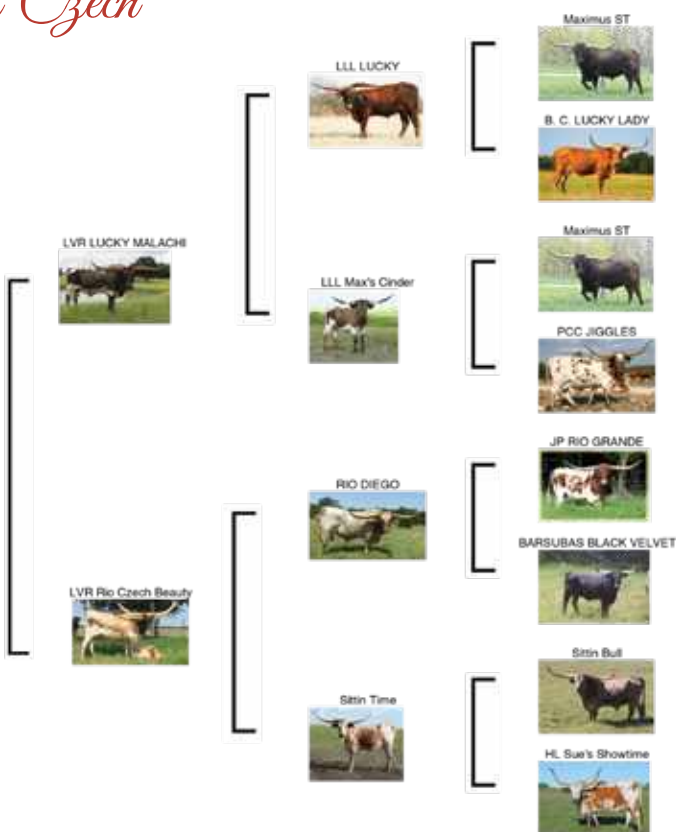 Czech
Maximus ST
LLL LUCKY
B. C. LUCKY LADY
LVR LUCKY MALACHI
Maximus ST
LLL Max's Cinder
PCC JIGGLES
JP RIO GRANDE
RIO DIEGO
BARSUBAS BLACK VELVET
LVR Rio Czech Beauty
Sittin Bull
Sittin Time
HL Sue's Showtime